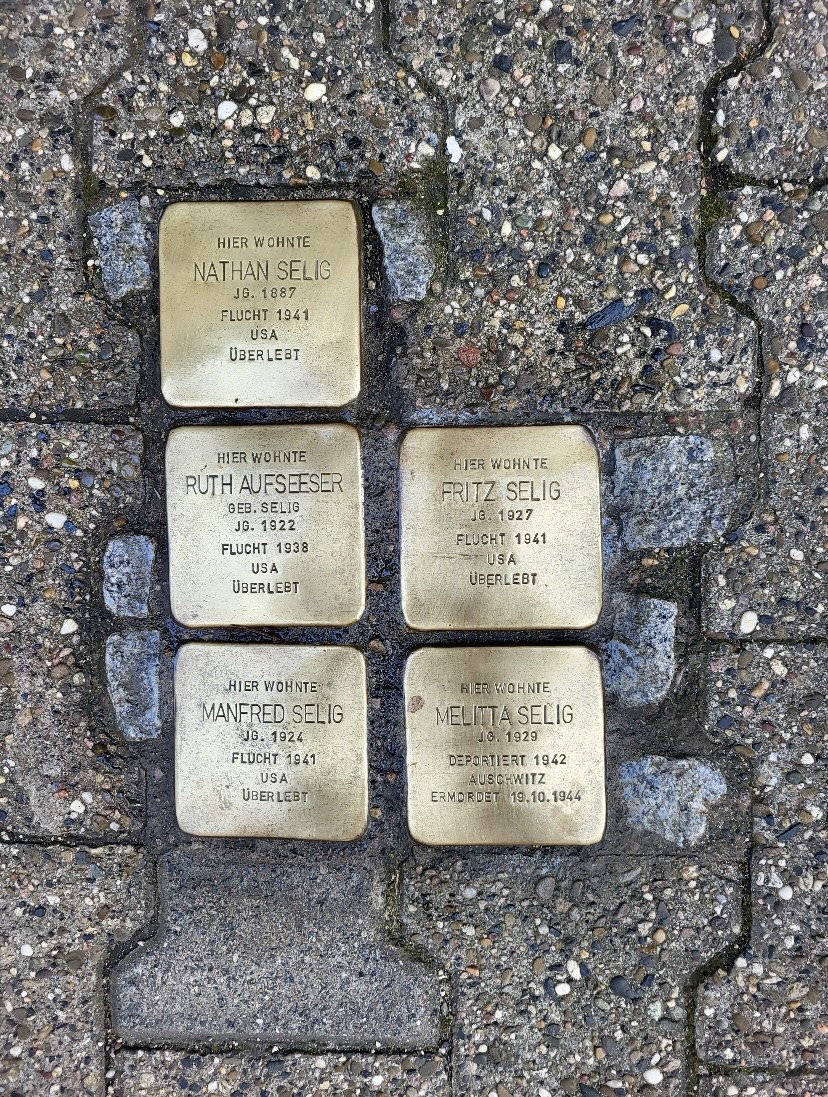 HIER WOHNTE
NATHAN SELIG
JG. 1887
FLUCHT 1941
USA
ÜBERLEBT
HIER WOHNTE
RUTH AUFSEESER
GEB. SELIG
JG. 1922
FLUCHT 1938
USA
ÜBERLEBT
HIER WOHNTE
FRITZ SELIG
JG. 1927
FLUCHT 1941
USA
ÜBERLEBT
HIER WOHNTE
MANFRED SELIG
JG. 1924
FLUCHT 1941
USA
ÜBERLEBT
HIER WOHNTE
MELITTA SELIG
JG. 1929
DEPORTIERT 1942
AUSCHWITZ
ERMORDET 19.10.1944